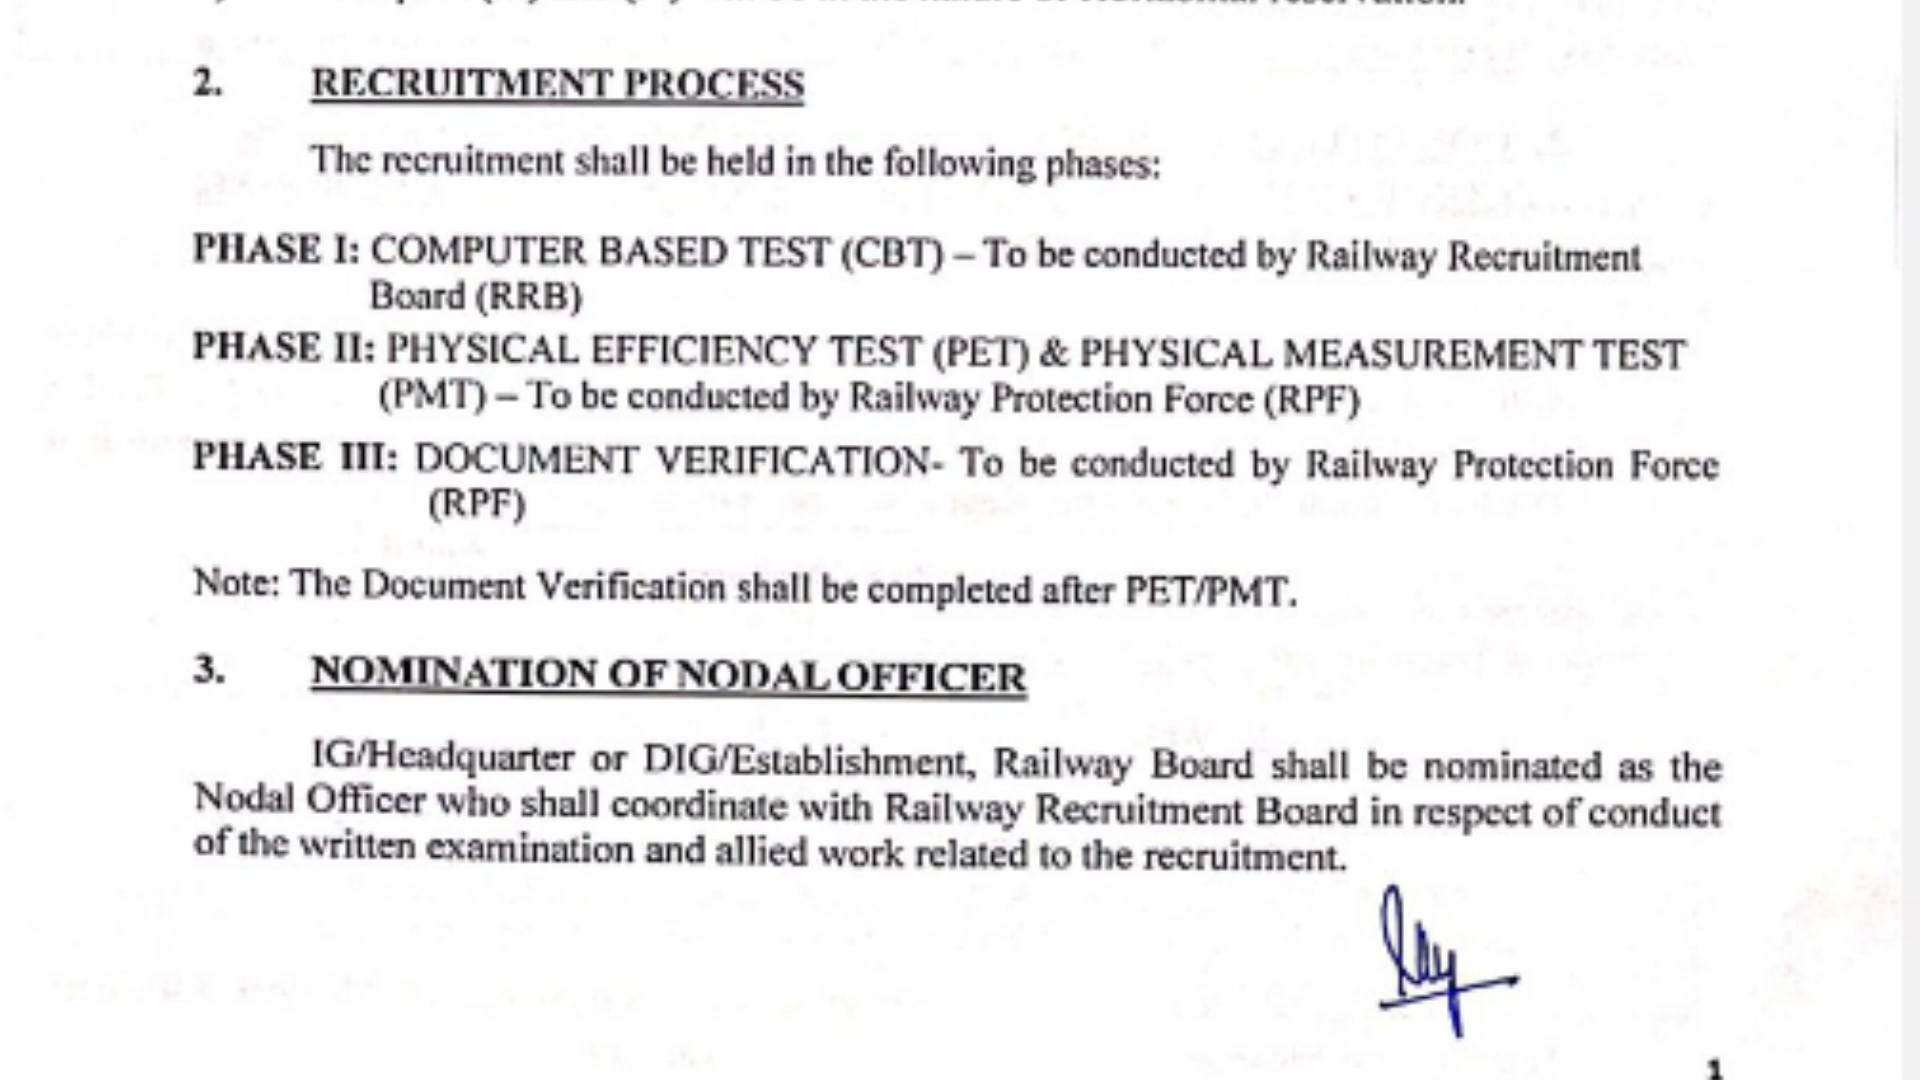 2. RECRUITMENT PROCESS
The recruitment shall be held in the following phases:
PHASE I: COMPUTER BASED TEST (CBT) – To be conducted by Railway Recruitment
Board (RRB)
PHASE II: PHYSICAL EFFICIENCY TEST (PET) & PHYSICAL MEASUREMENT TEST
(PMT) – To be conducted by Railway Protection Force (RPF)
PHASE III: DOCUMENT VERIFICATION- To be conducted by Railway Protection Force
(RPF)
Note: The Document Verification shall be completed after PET/PMT.
3. NOMINATION OF NODAL OFFICER
IG/Headquarter or DIG/Establishment, Railway Board shall be nominated as the
Nodal Officer who shall coordinate with Railway Recruitment Board in respect of conduct
of the written examination and allied work related to the recruitment.
1